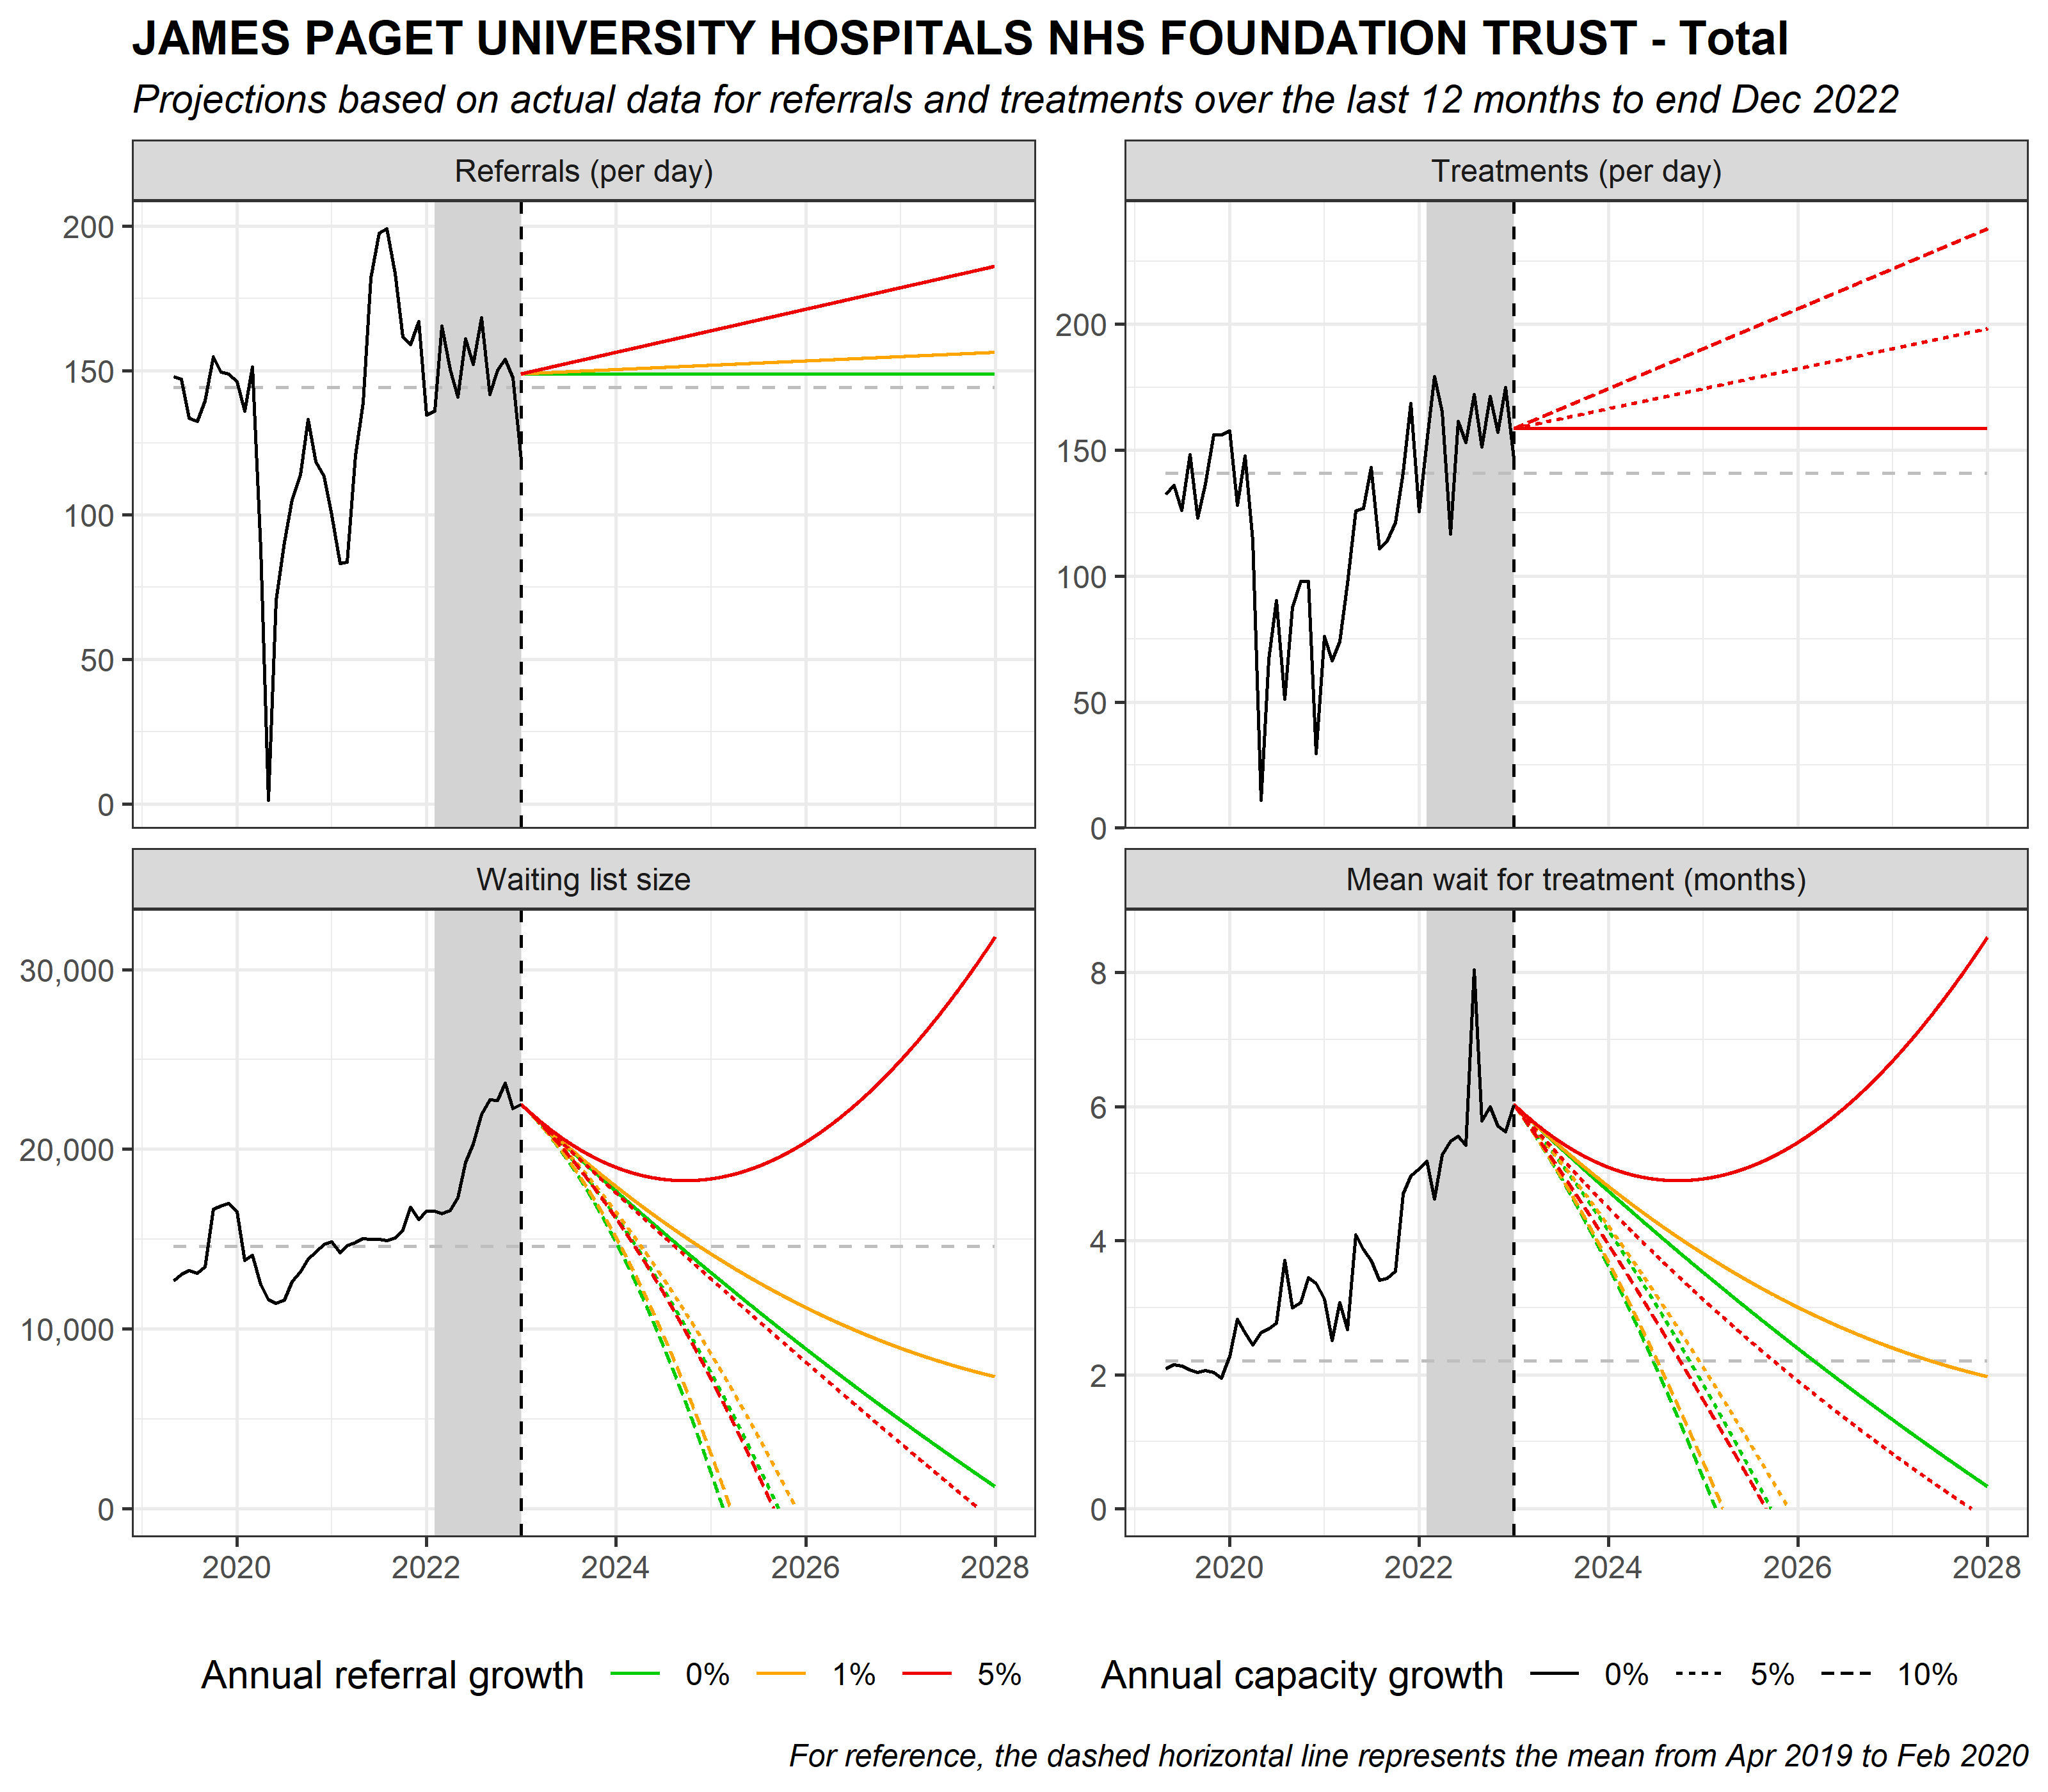 JAMES PAGET UNIVERSITY HOSPITALS NHS FOUNDATION TRUST - Total
Projections based on actual data for referrals and treatments over the last 12 months to end Dec 2022
Referrals (per day)
200
150
100
50
0
Treatments (per day)
200
150
100
50
0
Waiting list size
30,000
20,000
10,000
0
2020 2022 2024 2026 2028
Mean wait for treatment (months)
8
6
4
2
0
2020 2022 2024 2026 2028
Annual referral growth 0% 1% 5%
Annual capacity growth 0% 5% 10%
For reference, the dashed horizontal line represents the mean from Apr 2019 to Feb 2020